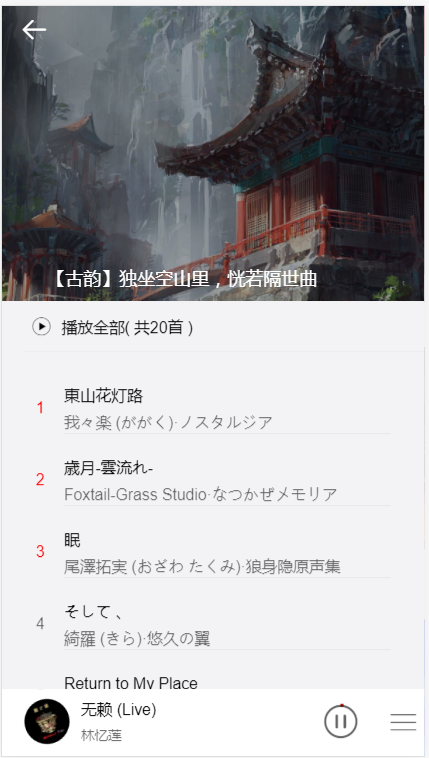 【古韵】独坐空山里，恍若隔世曲
播放全部( 共20首 )
1
東山花灯路
我々楽 (ががく)·ノスタルジア
2
歳月-雲流れ-
Foxtail-Grass Studio·なつかぜメモリア
3
眠
尾澤拓実 (おざわ たくみ)·狼身隐原声集
4
そして 、
綺羅 (きら)·悠久の翼
Return to My Place
无赖 (Live)
林忆莲